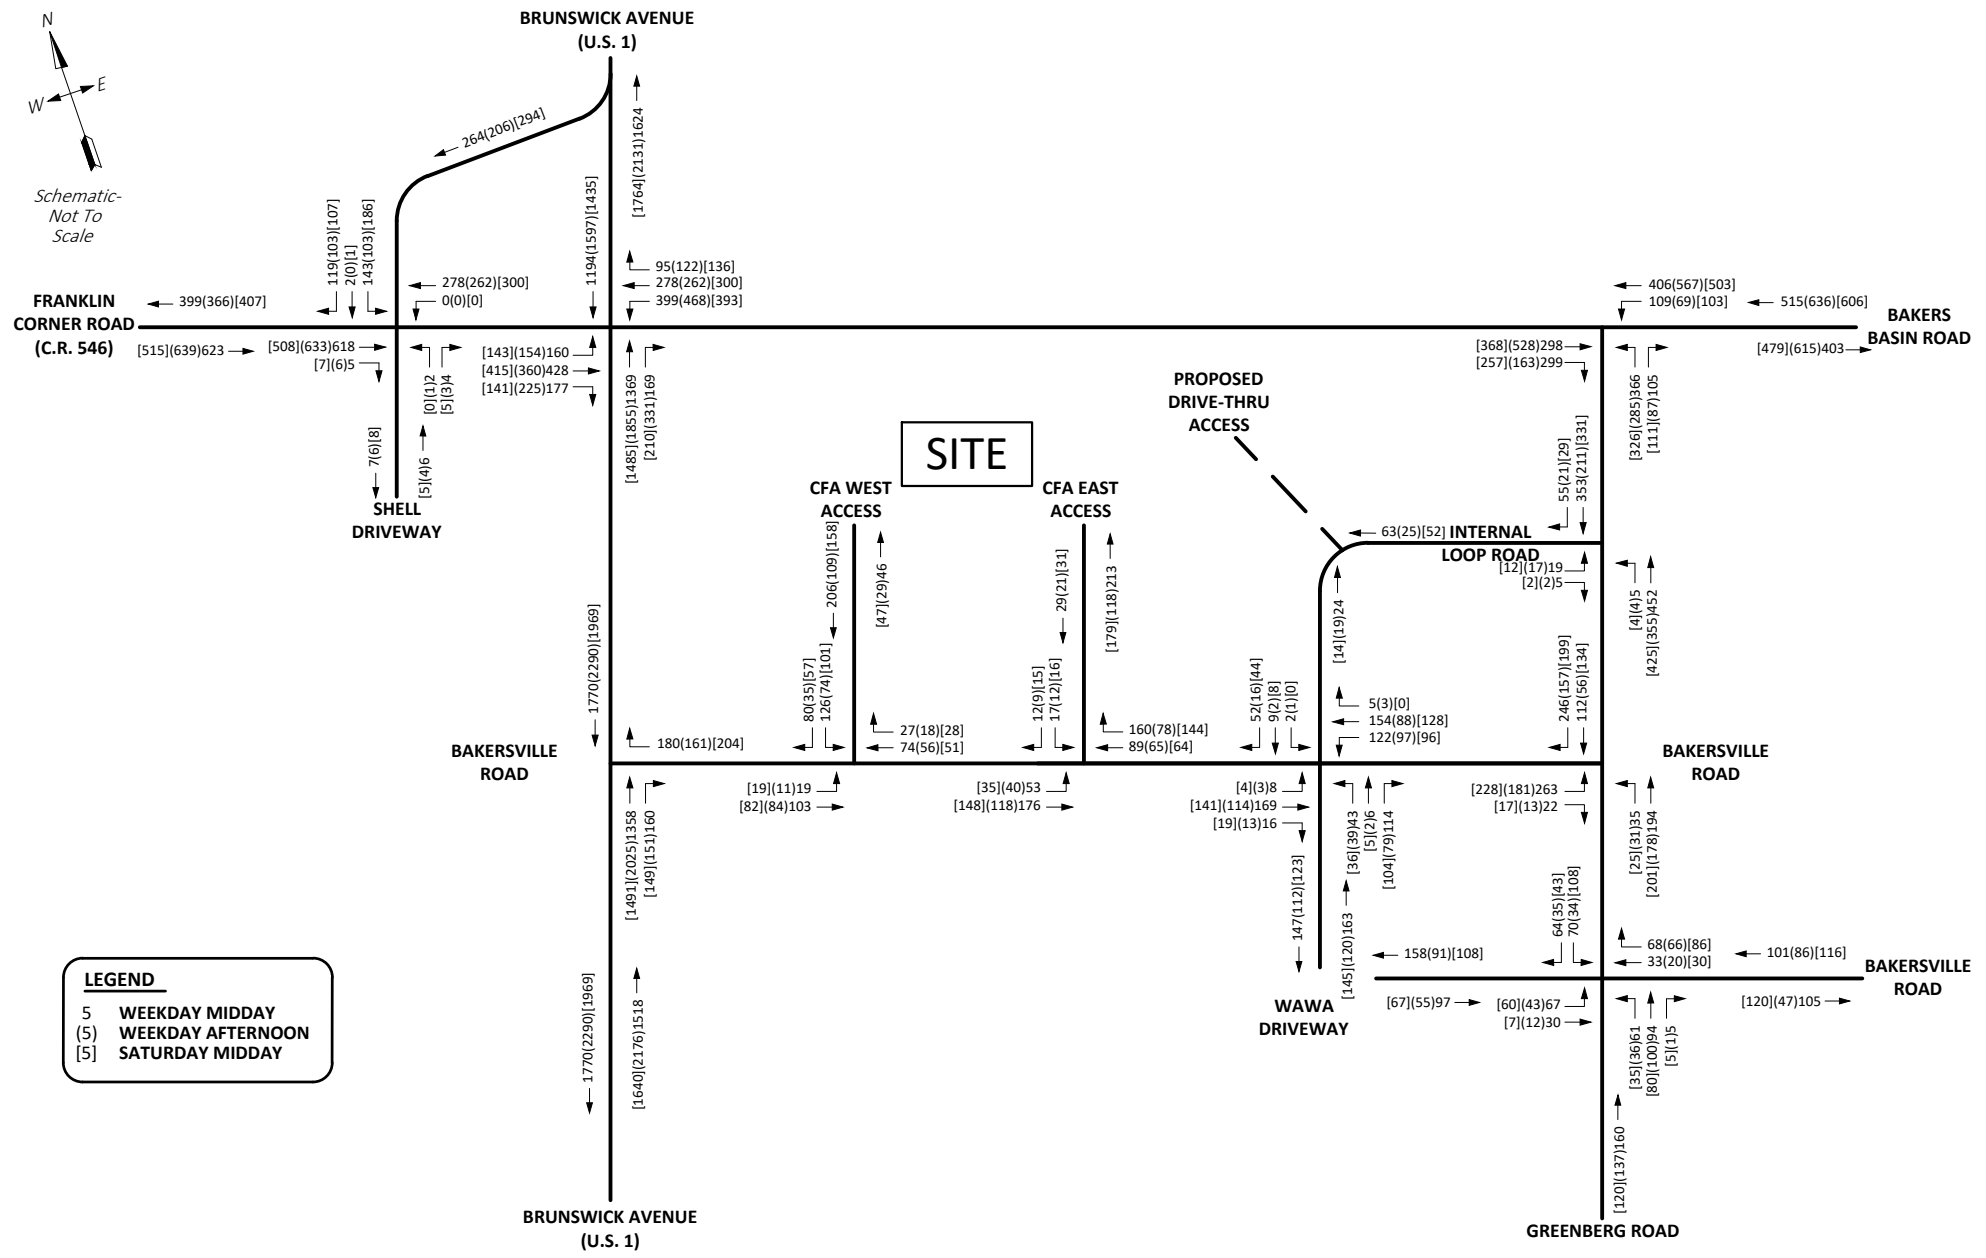 BRUNSWICK AVENUE
(U.S. 1)
N
W
E
Schematic-
Not To
Scale
264(206)[294]
[1764](2131)1624
1194(1597)[1435]
119(103)[107]
2(0)[1]
143(103)[186]
278(262)[300]
0(0)[0]
95(122)[136]
278(262)[300]
399(468)[393]
406(567)[503]
109(69)[103]
515(636)[606]
FRANKLIN
CORNER ROAD
(C.R. 546)
399(366)[407]
[515](639)623
[508](633)618
[7](6)5
[0](1)2
[5](3)4
7(6)[8]
[5](4)6
SHELL
DRIVEWAY
[143](154)160
[415](360)428
[141](225)177
[1485](1855)1369
[210](331)169
[368](528)298
[257](163)299
[326](285)366
[111](87)105
BAKERS
BASIN ROAD
[479](615)403
PROPOSED
DRIVE-THRU
ACCESS
SITE
CFA WEST
ACCESS
CFA EAST
ACCESS
206(109)[158]
[47](29)46
29(21)[31]
[179](118)213
55(21)[29]
353(211)[331]
63(25)[52]
INTERNAL
LOOP ROAD
[12](17)19
[2](2)5
[4](4)5
[425](355)452
[14](19)24
1770(2290)[1969]
80(35)[57]
126(74)[101]
12(9)[15]
17(12)[16]
52(16)[44]
9(2)[8]
2(1)[0]
246(157)[199]
112(56)[134]
BAKERSVILLE
ROAD
180(161)[204]
27(18)[28]
74(56)[51]
160(78)[144]
89(65)[64]
5(3)[0]
154(88)[128]
122(97)[96]
BAKERSVILLE
ROAD
[1491](2025)1358
[149](151)160
[19](11)19
[82](84)103
[35](40)53
[148](118)176
[4](3)8
[141](114)169
[19](13)16
[36](39)43
[5](2)6
[104](79)114
[228](181)263
[17](13)22
[25](31)35
[201](178)194
147(112)[123]
[145](120)163
WAWA
DRIVEWAY
64(35)[43]
70(34)[108]
158(91)[108]
68(66)[86]
33(20)[30]
101(86)[116]
BAKERSVILLE
ROAD
[67](55)97
[60](43)67
[7](12)30
[120](47)105
[35](36)61
[80](100)94
[5](1)5
[120](137)160
GREENBERG ROAD
1770(2290)[1969]
[1640](2176)1518
LEGEND
5 WEEKDAY MIDDAY
(5) WEEKDAY AFTERNOON
[5] SATURDAY MIDDAY
BRUNSWICK AVENUE
(U.S. 1)